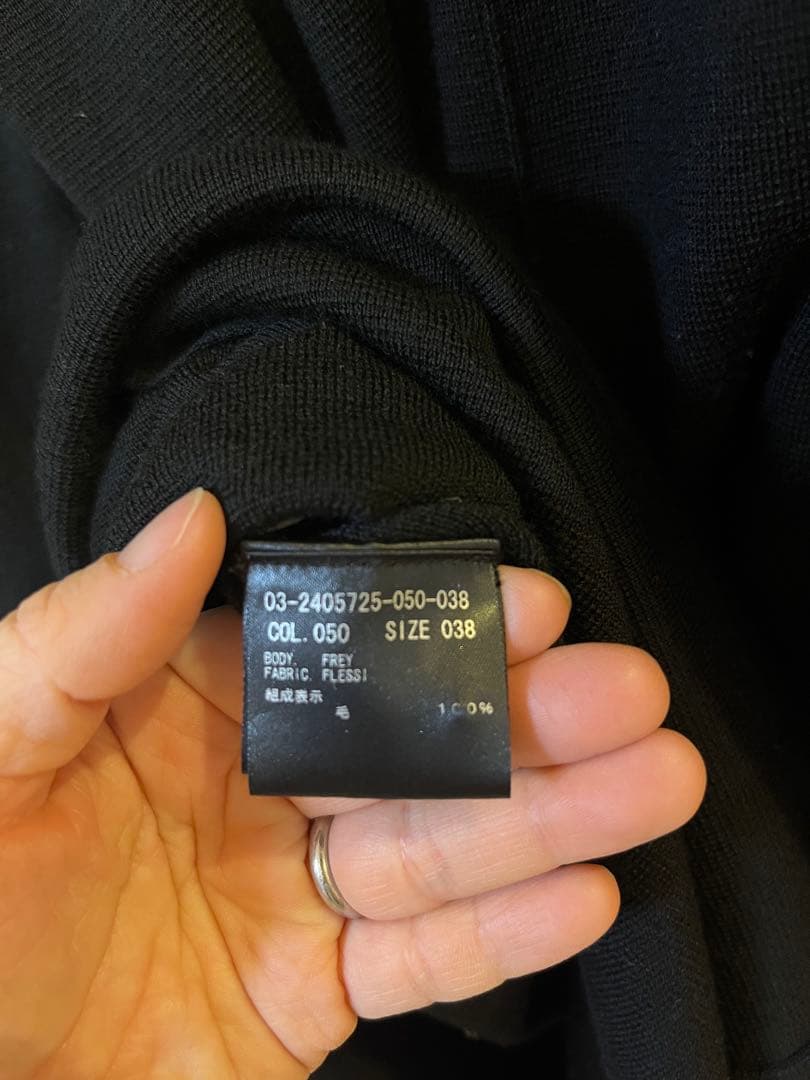 03-2405725-050-038
COL.050 SIZE 038
BODY. FREY
FABRIC. FLESSI
組成表示
毛 100%